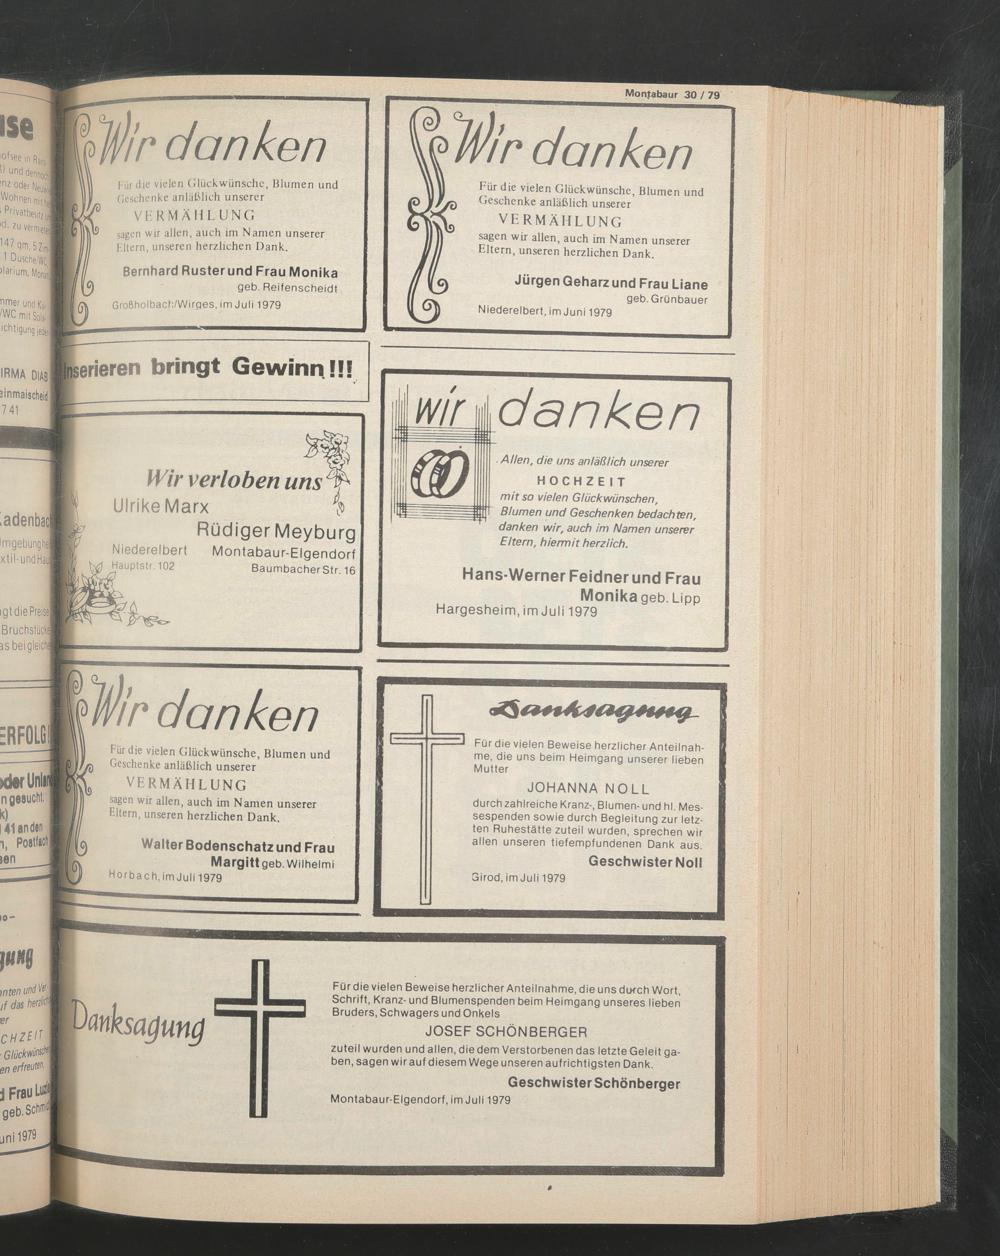 Montabaur 30 / 79
Wir danken
Für die vielen Glückwünsche, Blumen und
Geschenke anläßlich unserer
VERMÄHLUNG
sagen wir allen, auch im Namen unserer
Eltern, unseren herzlichen Dank.
Bernhard Ruster und Frau Monika
geb. Reifenscheidt
Großholbach/Wirges, im Juli 1979
Wir danken
Für die vielen Glückwünsche, Blumen und
Geschenke anläßlich unserer
VERMÄHLUNG
sagen wir allen, auch im Namen unserer
Eltern, unseren herzlichen Dank.
Jürgen Geharz und Frau Liane
geb. Grünbauer
Niederelbert, im Juni 1979
Inserieren bringt Gewinn!!!
Wir verloben uns
Ulrike Marx
Rüdiger Meyburg
Niederelbert Montabaur-Elgendorf
Hauptstr. 102 Baumbacher Str. 16
wir danken
Allen, die uns anläßlich unserer
HOCHZEIT
mit so vielen Glückwünschen,
Blumen und Geschenken bedachten,
danken wir, auch im Namen unserer
Eltern, hiermit herzlich.
Hans-Werner Feidner und Frau
Monika geb. Lipp
Hargesheim, im Juli 1979
Wir danken
Für die vielen Glückwünsche, Blumen und
Geschenke anläßlich unserer
VERMÄHLUNG
sagen wir allen, auch im Namen unserer
Eltern, unseren herzlichen Dank.
Walter Bodenschatz und Frau
Margitt geb. Wilhelmi
Horbach, im Juli 1979
Danksagung
Für die vielen Beweise herzlicher Anteilnah-
me, die uns beim Heimgang unserer lieben
Mutter
JOHANNA NOLL
durch zahlreiche Kranz-, Blumen- und hl. Mes-
sespenden sowie durch Begleitung zur letz-
ten Ruhestätte zuteil wurden, sprechen wir
allen unseren tiefempfundenen Dank aus.
Geschwister Noll
Girod, im Juli 1979
Danksagung
Für die vielen Beweise herzlicher Anteilnahme, die uns durch Wort,
Schrift, Kranz- und Blumenspenden beim Heimgang unseres lieben
Bruders, Schwagers und Onkels
JOSEF SCHÖNBERGER
zuteil wurden und allen, die dem Verstorbenen das letzte Geleit ga-
ben, sagen wir auf diesem Wege unseren aufrichtigsten Dank.
Geschwister Schönberger
Montabaur-Elgendorf, im Juli 1979